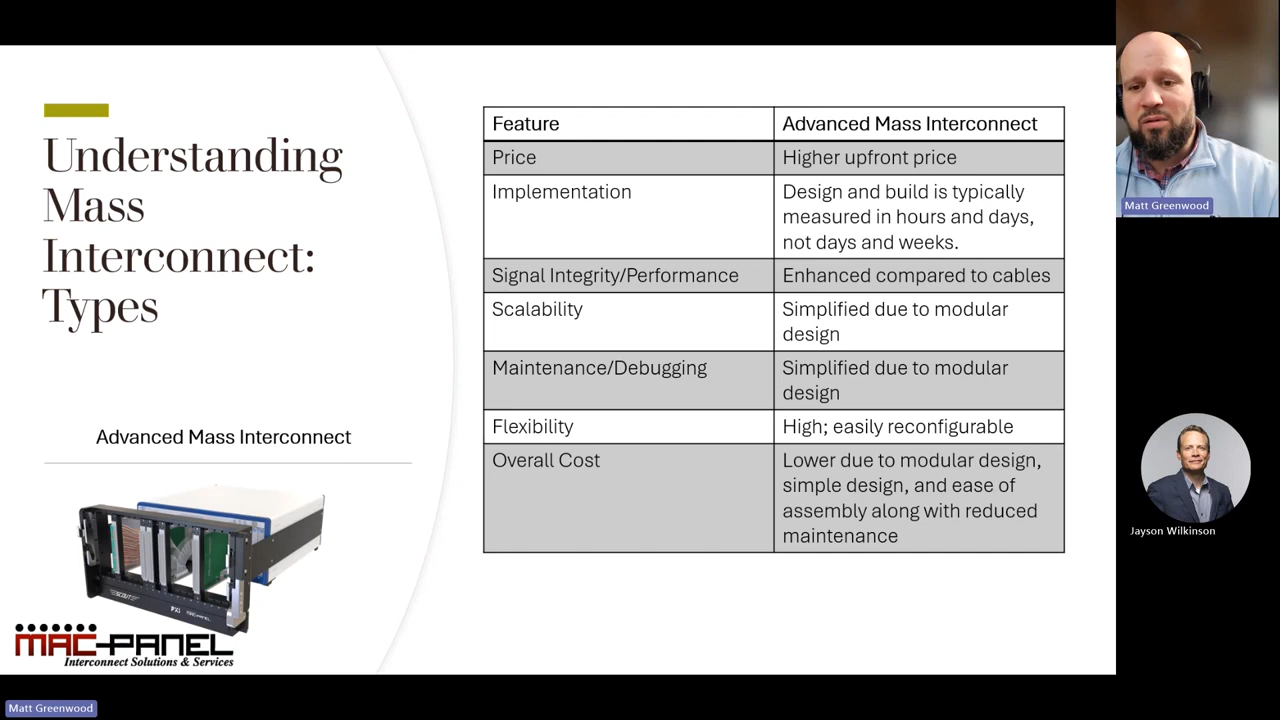 Understanding
Mass
Interconnect:
Types
Advanced Mass Interconnect
SCOUT
PXI
MAC-PANEL
MAC-PANEL
Interconnect Solutions & Services
Feature
Advanced Mass Interconnect
Price
Higher upfront price
Implementation
Design and build is typically
measured in hours and days,
not days and weeks.
Signal Integrity/Performance
Enhanced compared to cables
Scalability
Simplified due to modular
design
Maintenance/Debugging
Simplified due to modular
design
Flexibility
High; easily reconfigurable
Overall Cost
Lower due to modular design,
simple design, and ease of
assembly along with reduced
maintenance
Matt Greenwood
Jayson Wilkinson
Matt Greenwood